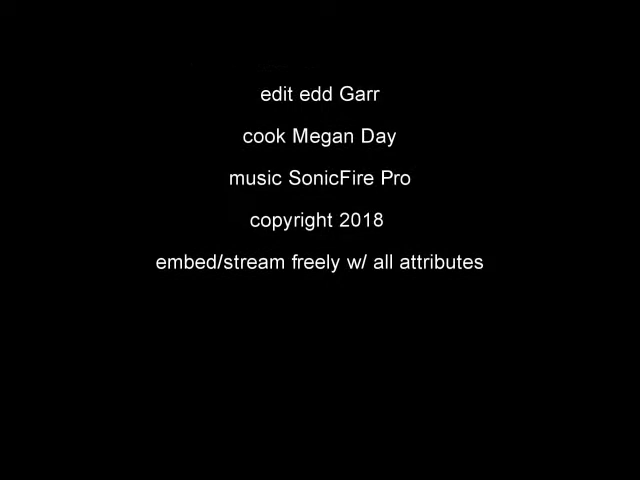 edit edd Garr
cook Megan Day
music SonicFire Pro
copyright 2018
embed/stream freely w/ all attributes